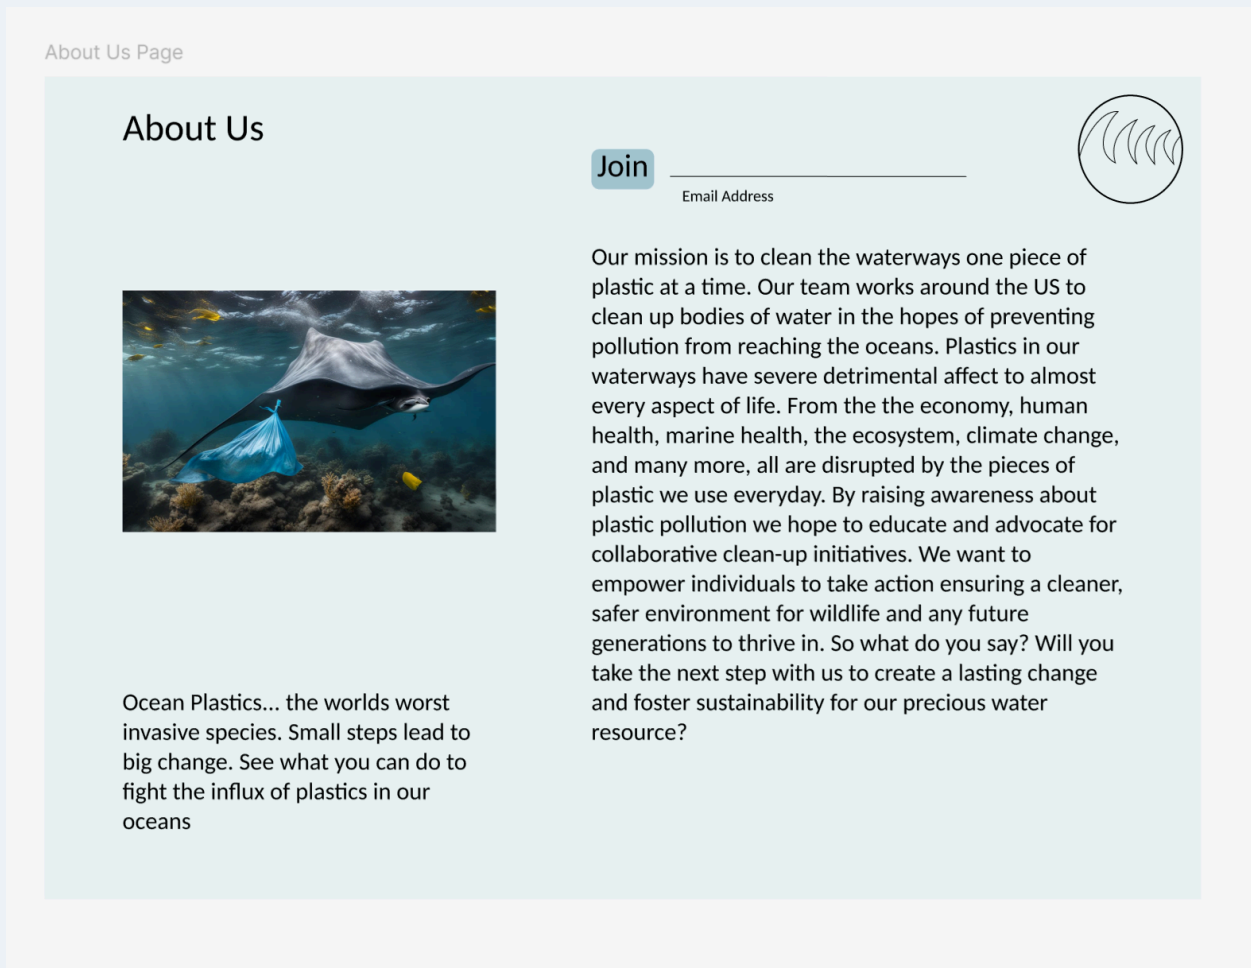 About Us Page
About Us
Join
Email Address
Our mission is to clean the waterways one piece of
plastic at a time. Our team works around the US to
clean up bodies of water in the hopes of preventing
pollution from reaching the oceans. Plastics in our
waterways have severe detrimental affect to almost
every aspect of life. From the the economy, human
health, marine health, the ecosystem, climate change,
and many more, all are disrupted by the pieces of
plastic we use everyday. By raising awareness about
plastic pollution we hope to educate and advocate for
collaborative clean-up initiatives. We want to
empower individuals to take action ensuring a cleaner,
safer environment for wildlife and any future
generations to thrive in. So what do you say? Will you
take the next step with us to create a lasting change
and foster sustainability for our precious water
resource?
Ocean Plastics... the worlds worst
invasive species. Small steps lead to
big change. See what you can do to
fight the influx of plastics in our
oceans